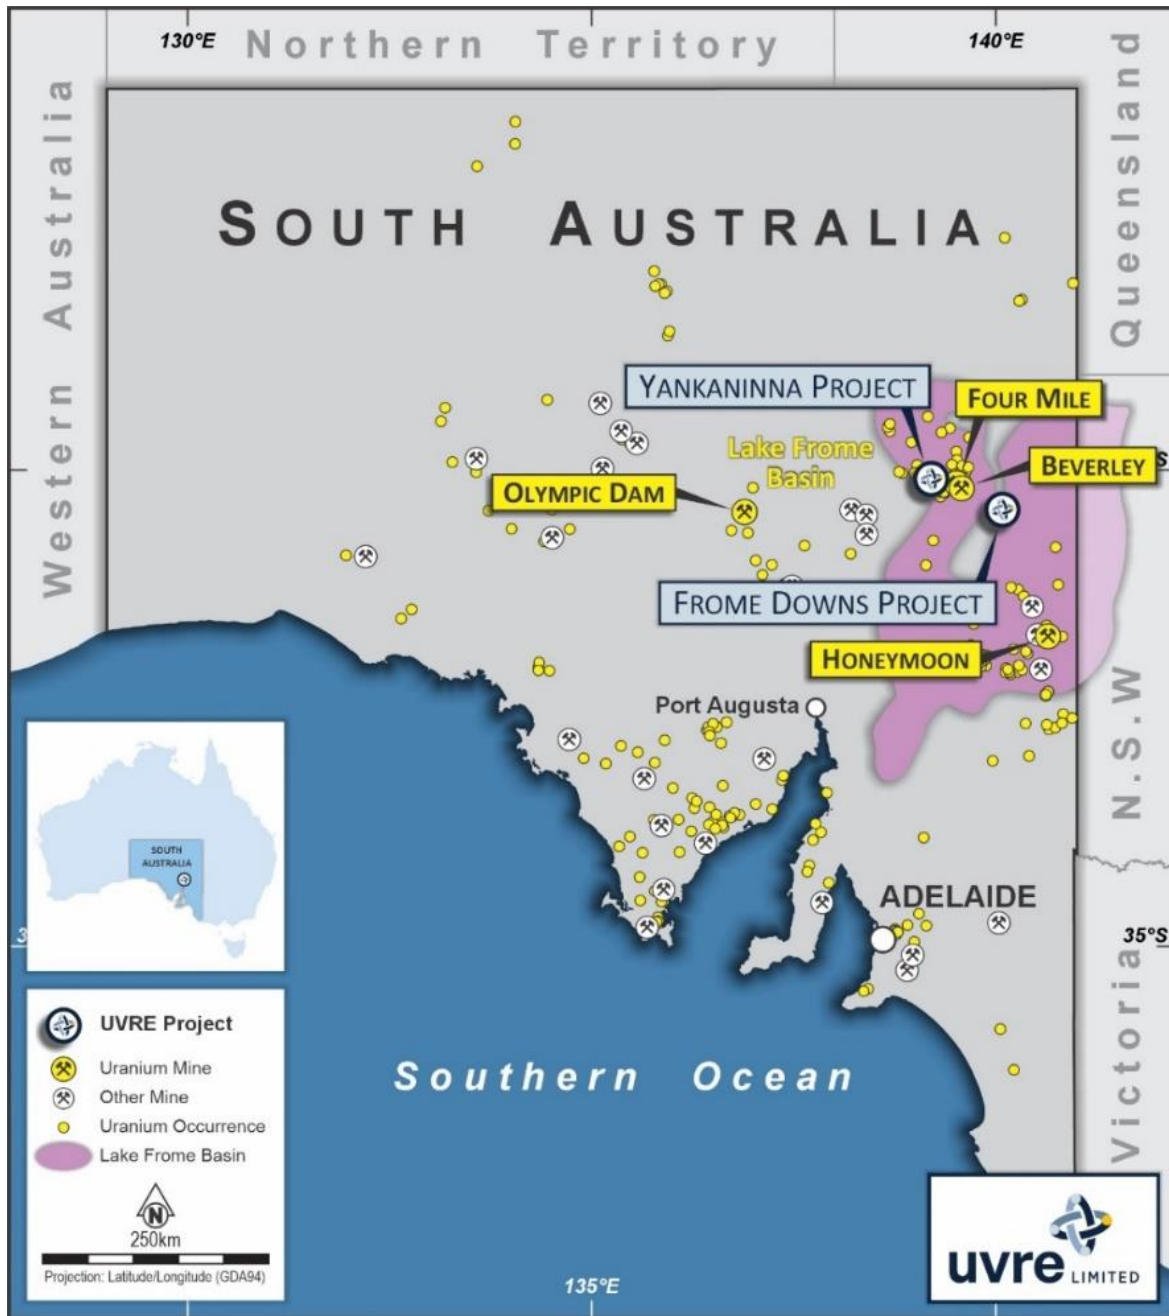 130°E
Northern Territory
140°E
Western Australia
Queensland
SOUTH AUSTRALIA
YANKANINNA PROJECT
FOUR MILE
Lake Frome
Basin
BEVERLEY
S
OLYMPIC DAM
FROME DOWNS PROJECT
HONEYMOON
Port Augusta
N.S.W
SOUTH
AUSTRALIA
ADELAIDE
35°S
3
Victoria
UVRE Project
Uranium Mine
Other Mine
Uranium Occurrence
Lake Frome Basin
N
250km
Projection: Latitude/Longitude (GDA94)
Southern Ocean
135°E
uvre LIMITED